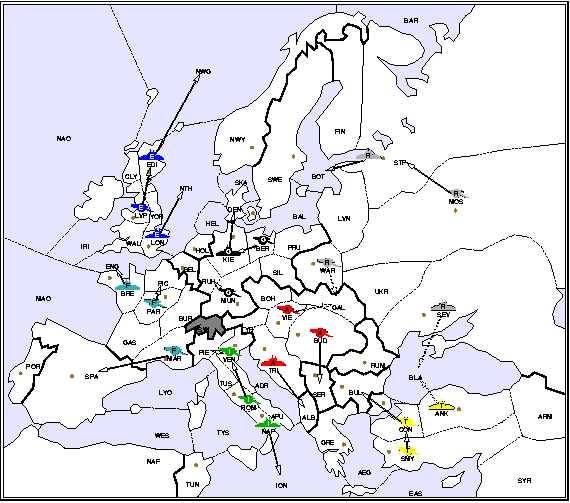 BAR
NWG
NAO
NWY
FIN
EDI
CLY
STP
BOT
SWE
MOS
SKA
NTH
LVP
YOR
DEN
LVN
BAL
HEL
WAL
LON
IRI
BER
PRU
HOL
KIE
ENG
BEL
WAR
RUH
SIL
BRE
PIC
UKR
NAO
MUN
BOH
GAL
PAR
SEV
BUR
VIE
GAS
BUD
PIE
VEN
MAR
RUM
POR
TRI
SPA
BLA
TUS
ADR
BUL
LYO
ROM
ANK
APU
ALB
ARM
CON
NAP
WES
TYS
GRE
SMY
NAF
AEG
SYR
TUN
ION
EAS